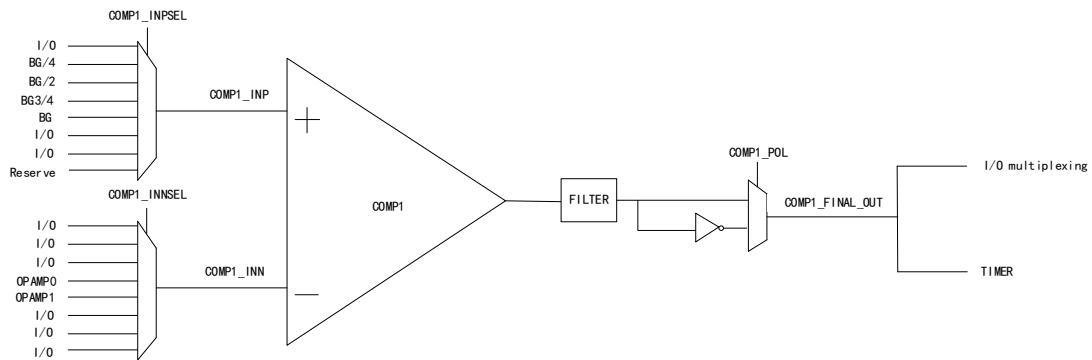 COMP1_INPSEL
I/O
BG/4
BG/2
BG3/4
BG
I/O
I/O
Reserve
COMP1_INP
COMP1_INNSEL
I/O
I/O
I/O
OPAMP0
OPAMP1
I/O
I/O
I/O
COMP1_INN
+
COMP1
—
FILTER
COMP1_POL
COMP1_FINAL_OUT
I/O multiplexing
TIMER